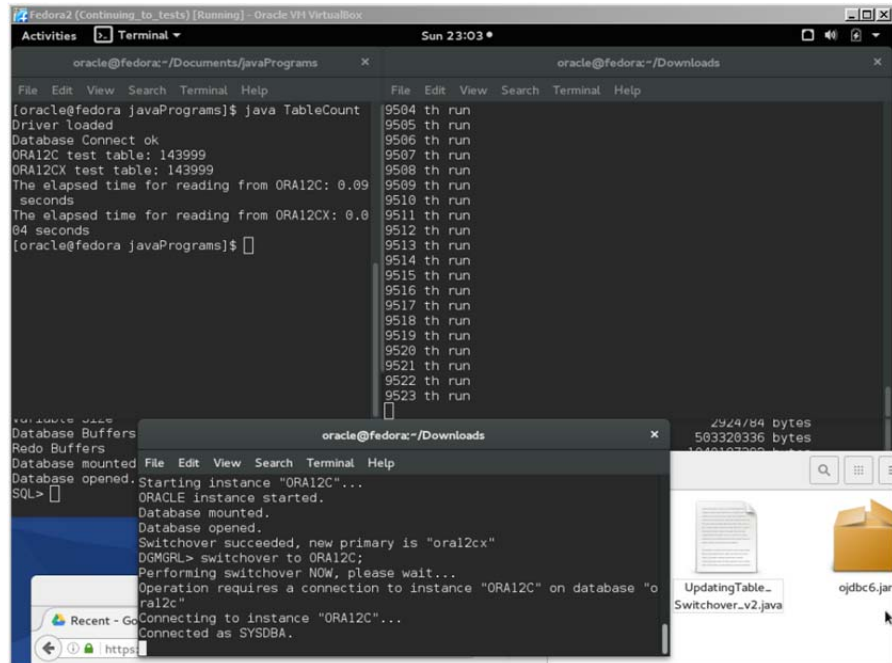 Fedora2 (Continuing_to_tests) [Running] - Oracle VM VirtualBox
Activities Terminal Sun 23:03
oracle@fedora:~/Documents/javaPrograms
File Edit View Search Terminal Help
[oracle@fedora javaPrograms]$ java TableCount
Driver loaded
Database Connect ok
ORA12C test table: 143999
ORA12CX test table: 143999
The elapsed time for reading from ORA12C: 0.09
seconds
The elapsed time for reading from ORA12CX: 0.0
04 seconds
[oracle@fedora javaPrograms]$
oracle@fedora:~/Downloads
File Edit View Search Terminal Help
9504 th run
9505 th run
9506 th run
9507 th run
9508 th run
9509 th run
9510 th run
9511 th run
9512 th run
9513 th run
9514 th run
9515 th run
9516 th run
9517 th run
9518 th run
9519 th run
9520 th run
9521 th run
9522 th run
9523 th run
Variable Size
2924784 bytes
Database Buffers
503320336 bytes
Redo Buffers
bytes
Database mounted
Database opened.
SQL>
oracle@fedora:~/Downloads
File Edit View Search Terminal Help
Starting instance "ORA12C"...
ORACLE instance started.
Database mounted.
Database opened.
Switchover succeeded, new primary is "ora12cx"
DGMGRL> switchover to ORA12C;
Performing switchover NOW, please wait...
Operation requires a connection to instance "ORA12C" on database "o
ra12c"
Connecting to instance "ORA12C"...
Connected as SYSDBA.
UpdatingTable_
Switchover_v2.java
ojdbc6.jar
Recent - Go
https: